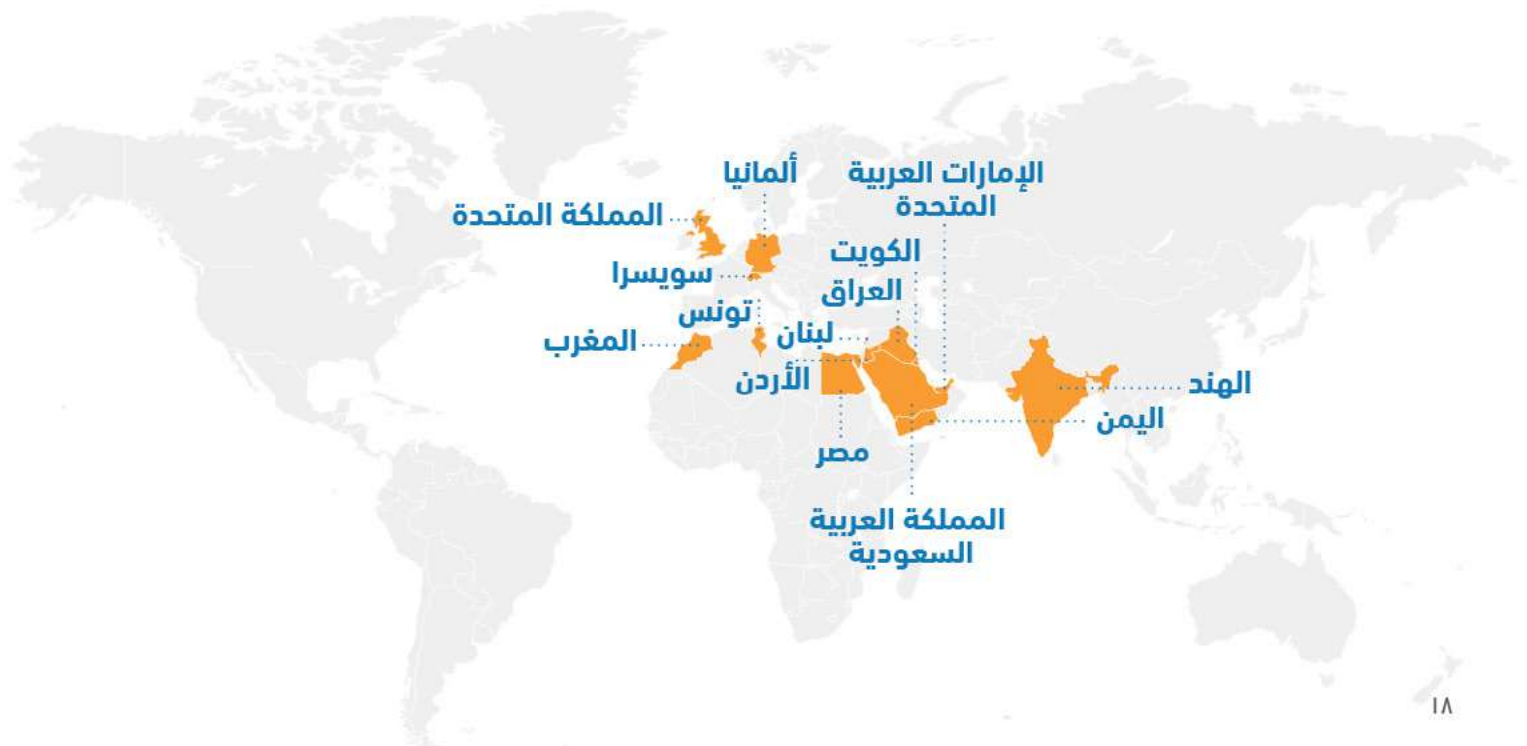 ألمانيا
الإمارات العربية
المتحدة
المملكة المتحدة
الكويت
سويسرا
العراق
تونس
لبنان
المغرب
الأردن
الهند
اليمن
مصر
المملكة العربية
السعودية
١٨